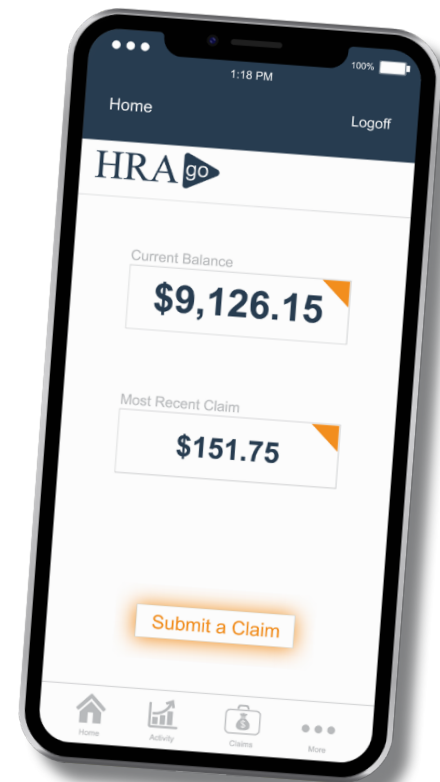 1:18 PM
100%
Home
Logoff
HRA go
Current Balance
$9,126.15
Most Recent Claim
$151.75
Submit a Claim
Home
Activity
$
Claims
More